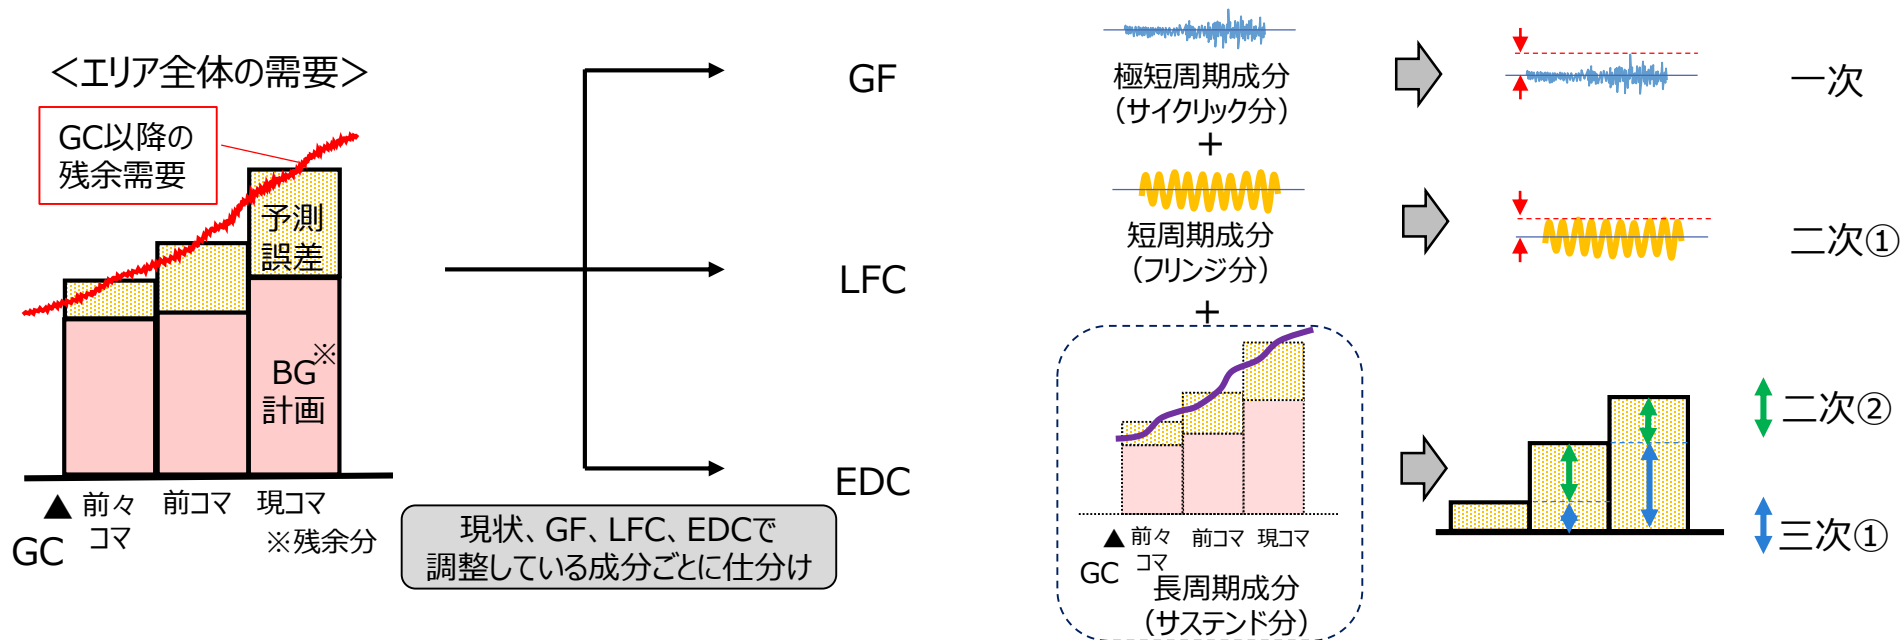 ＜エリア全体の需要＞
GC以降の
残余需要
予測
誤差
BG※
計画
▲
GC
前々
コマ
前コマ
現コマ
※残余分
GF
LFC
EDC
現状、GF、LFC、EDCで
調整している成分ごとに仕分け
極短周期成分
（サイクリック分）
+
短周期成分
（フリンジ分）
+
▲
GC
前々
コマ
前コマ
現コマ
長周期成分
（サステンド分）
一次
二次①
二次②
三次①